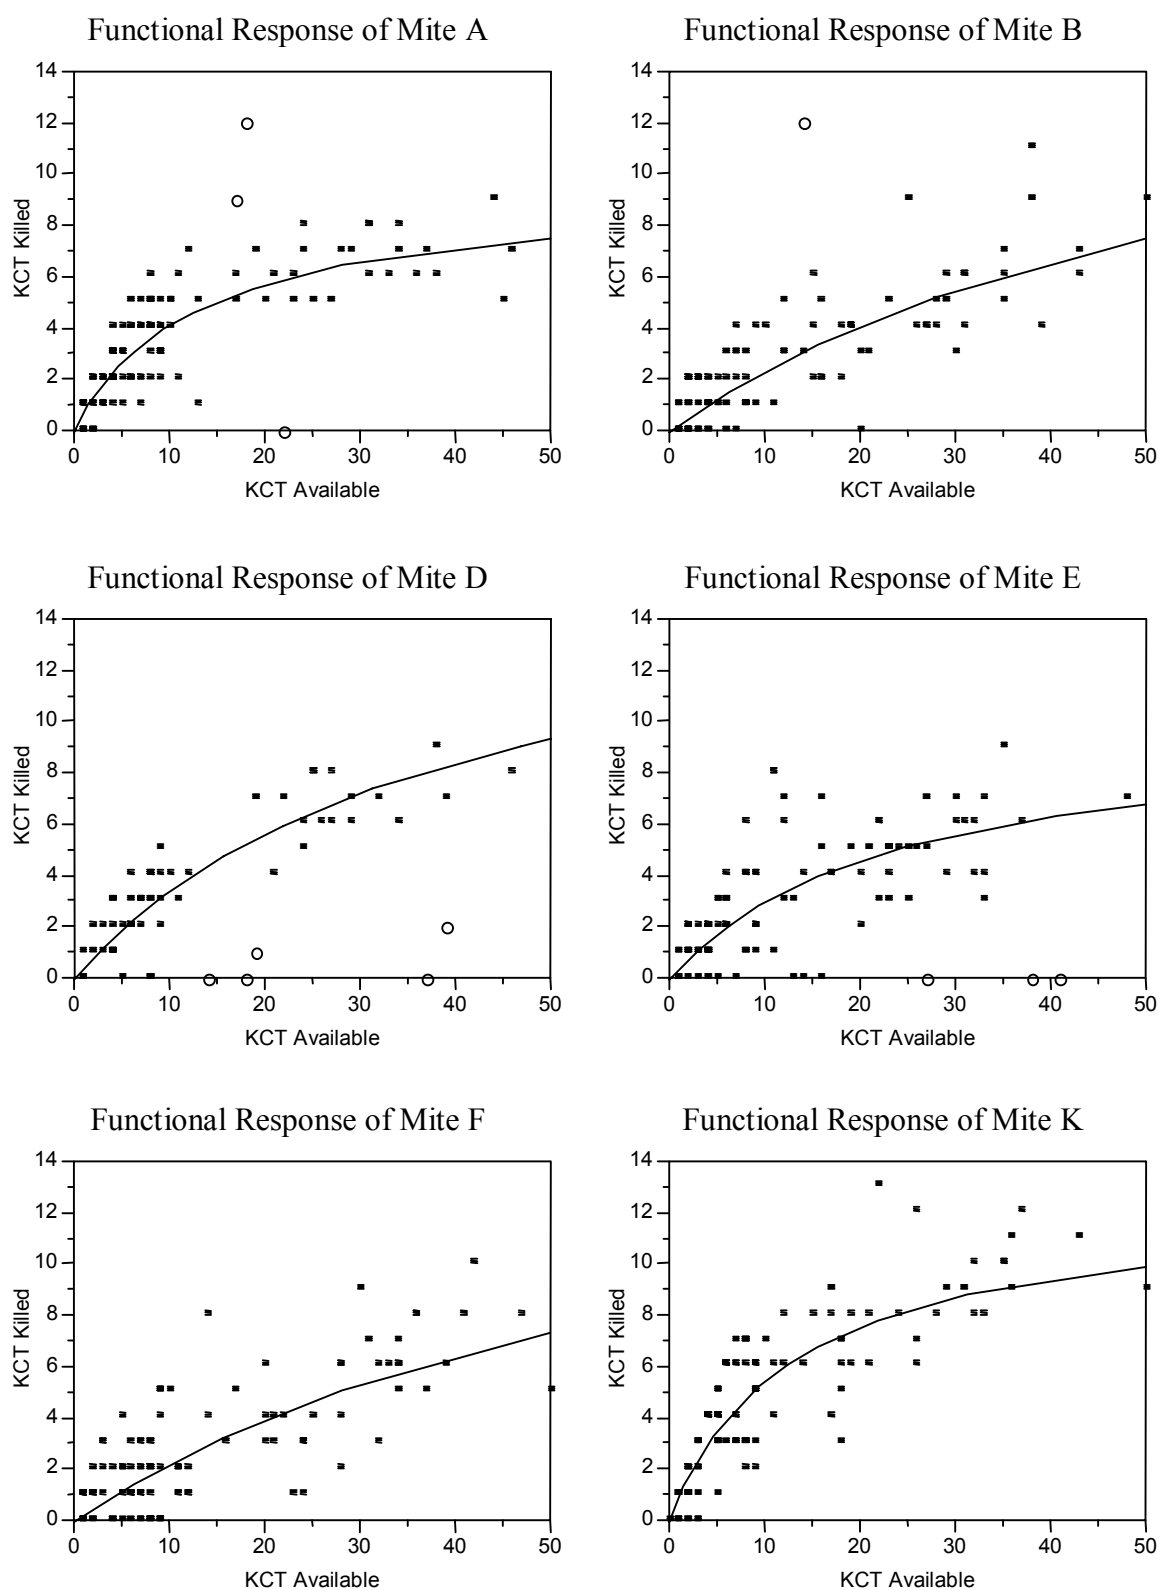 Functional Response of Mite A
14
12
10
8
6
4
2
0
KCT Killed
0 10 20 30 40 50
KCT Available
Functional Response of Mite B
14
12
10
8
6
4
2
0
KCT Killed
0 10 20 30 40 50
KCT Available
Functional Response of Mite D
14
12
10
8
6
4
2
0
KCT Killed
0 10 20 30 40 50
KCT Available
Functional Response of Mite E
14
12
10
8
6
4
2
0
KCT Killed
0 10 20 30 40 50
KCT Available
Functional Response of Mite F
14
12
10
8
6
4
2
0
KCT Killed
0 10 20 30 40 50
KCT Available
Functional Response of Mite K
14
12
10
8
6
4
2
0
KCT Killed
0 10 20 30 40 50
KCT Available